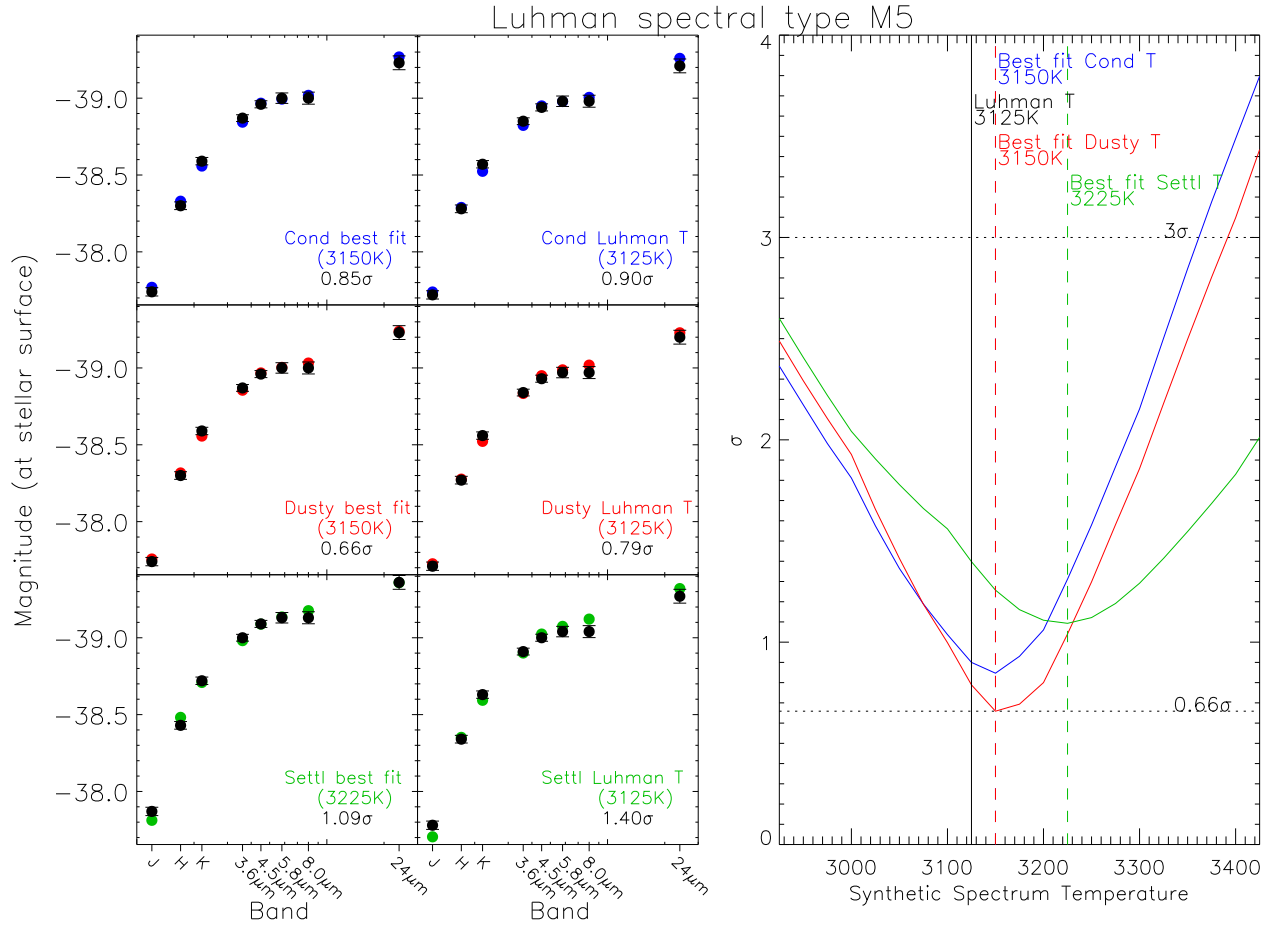 Luhman spectral type M5
Magnitude (at stellar surface)
−39.0
−38.5
−38.0
Cond best fit
(3150K)
0.85σ
Cond Luhman T
(3125K)
0.90σ
−39.0
−38.5
−38.0
Dusty best fit
(3150K)
0.66σ
Dusty Luhman T
(3125K)
0.79σ
−39.0
−38.5
−38.0
Settl best fit
(3225K)
1.09σ
Settl Luhman T
(3125K)
1.40σ
J H K 3.6μm 4.5μm 5.8μm 8.0μm 24μm
Band
J H K 3.6μm 4.5μm 5.8μm 8.0μm 24μm
Band
σ
4
3
2
1
0
Best fit Cond T
3150K
Luhman T
3125K
Best fit Dusty T
3150K
Best fit Settl T
3225K
3σ
0.66σ
3000 3100 3200 3300 3400
Synthetic Spectrum Temperature